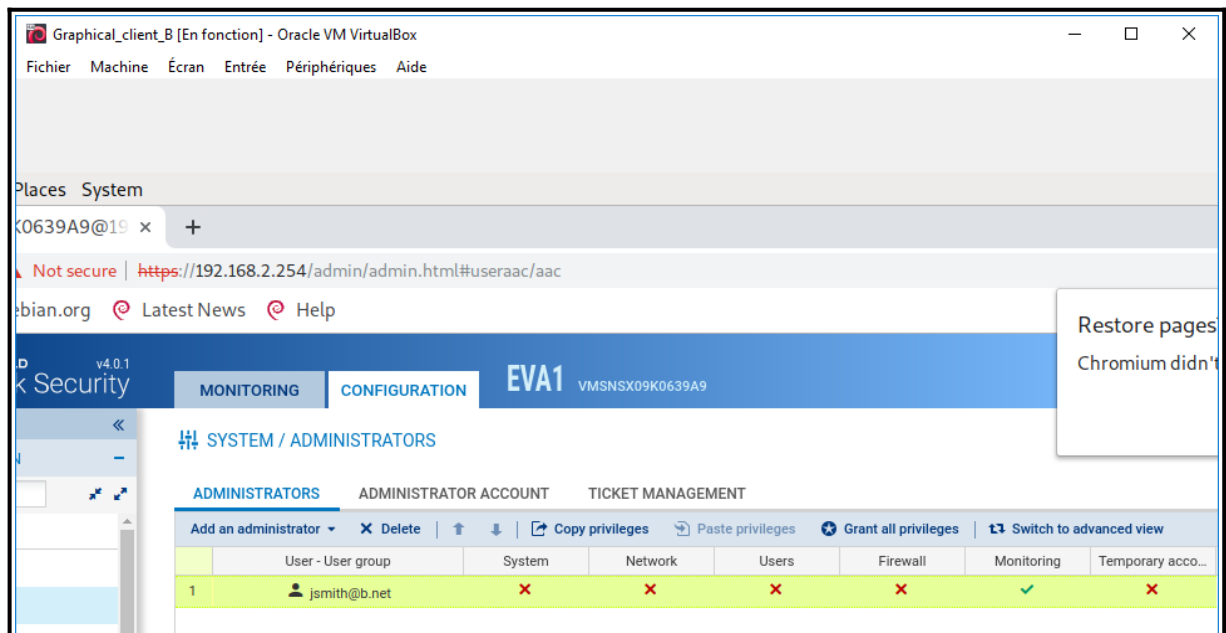 Graphical_client_B [En fonction] - Oracle VM VirtualBox
Fichier Machine Écran Entrée Périphériques Aide
Places System
K0639A9@19 × +
Not secure | https://192.168.2.254/admin/admin.html#useraac/aac
ebian.org Latest News Help
Restore pages
Chromium didn't
v4.0.1
k Security
MONITORING CONFIGURATION EVA1 VMSNSX09K0639A9
SYSTEM / ADMINISTRATORS
ADMINISTRATORS ADMINISTRATOR ACCOUNT TICKET MANAGEMENT
Add an administrator Delete Copy privileges Paste privileges Grant all privileges Switch to advanced view
User - User group System Network Users Firewall Monitoring Temporary acco...
1 jsmith@b.net